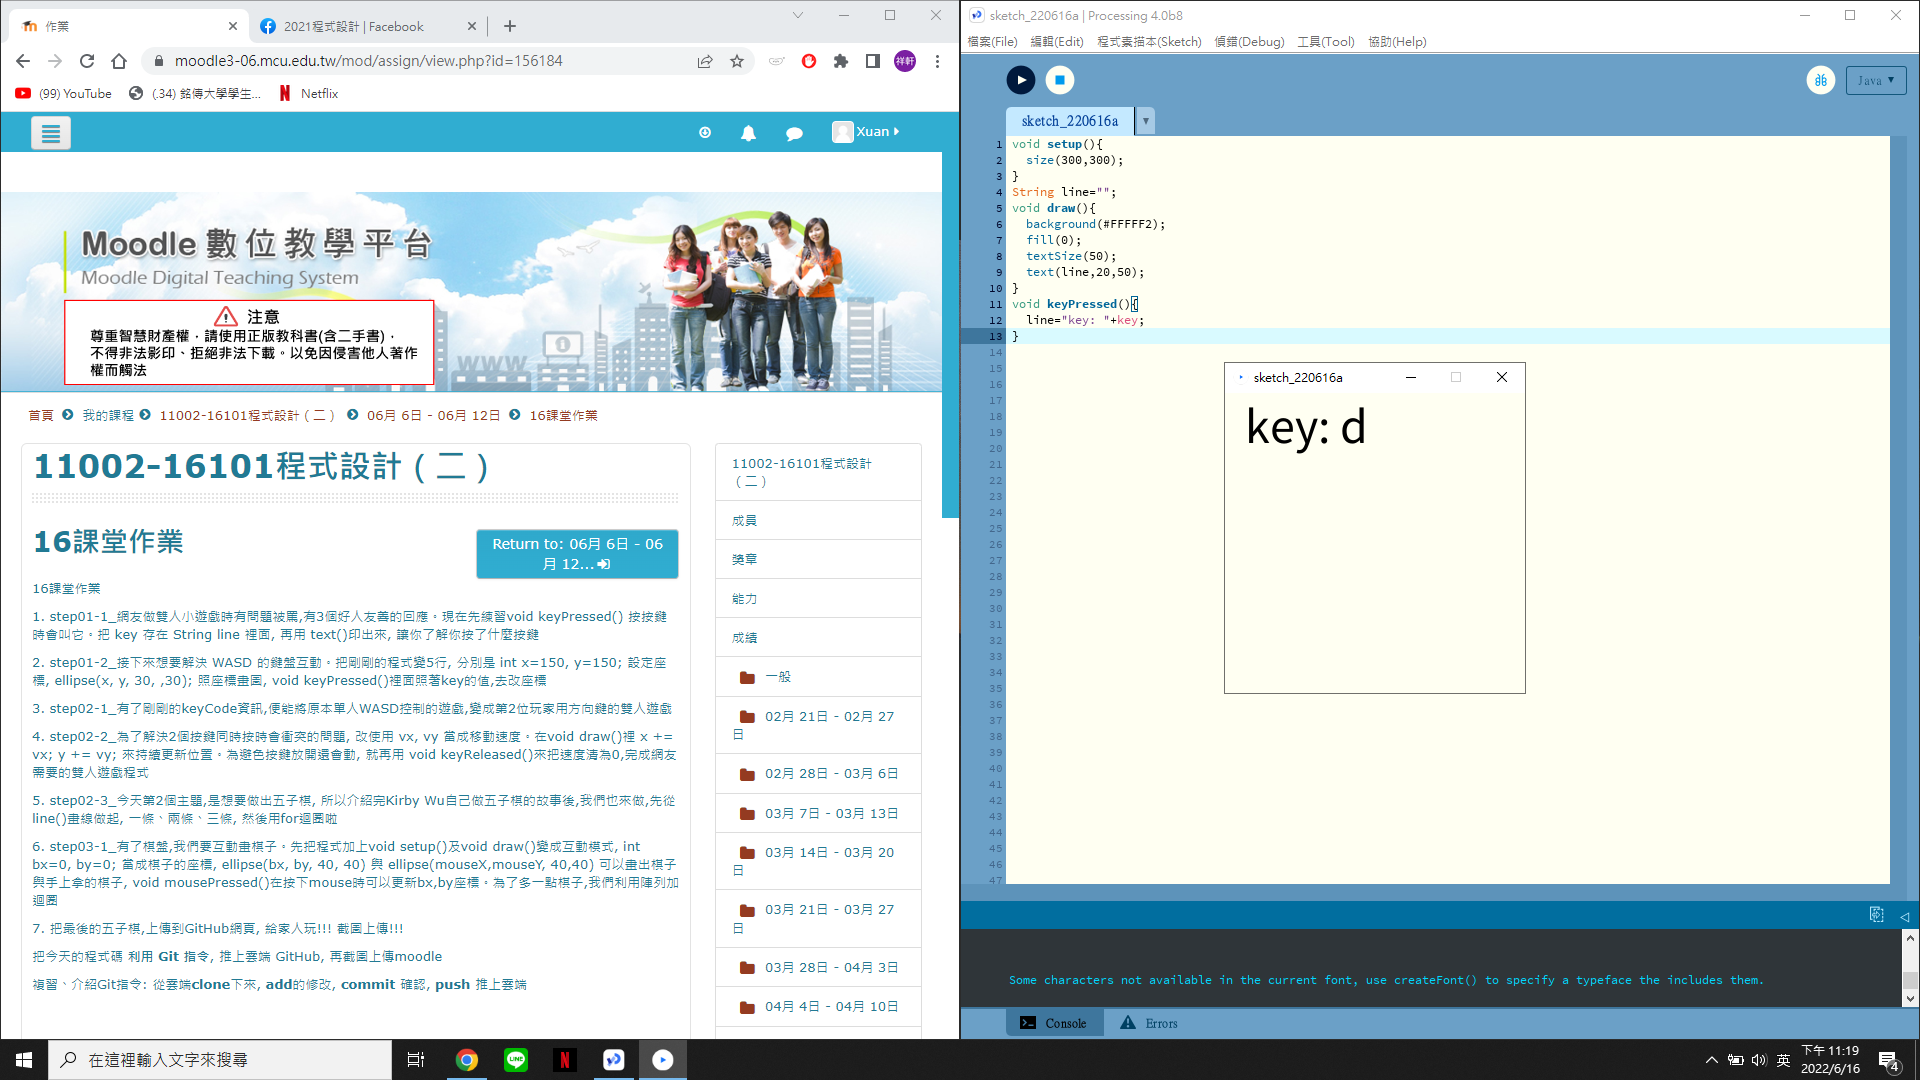 作業
2021程式設計 | Facebook
moodle3-06.mcu.edu.tw/mod/assign/view.php?id=156184
祥軒
(99) YouTube
(.34) 銘傳大學學生...
Netflix
Xuan
Moodle 數位教學平台
Moodle Digital Teaching System
注意
尊重智慧財產權，請使用正版教科書(含二手書)，
不得非法影印、拒絕非法下載。以免因侵害他人著作
權而觸法
www
首頁 我的課程 11002-16101程式設計（二） 06月 6日 - 06月 12日 16課堂作業
11002-16101程式設計（二）
16課堂作業
Return to: 06月 6日 - 06
月 12...
16課堂作業
1. step01-1_網友做雙人小遊戲時有問題被罵,有3個好人友善的回應。現在先練習void keyPressed() 按按鍵
時會叫它。把 key 存在 String line 裡面, 再用 text()印出來, 讓你了解你按了什麼按鍵
2. step01-2_接下來想要解決 WASD 的鍵盤互動。把剛剛的程式變5行, 分別是 int x=150, y=150; 設定座
標, ellipse(x, y, 30, ,30); 照座標畫圖, void keyPressed()裡面照著key的值,去改座標
3. step02-1_有了剛剛的keyCode資訊,便能將原本單人WASD控制的遊戲,變成第2位玩家用方向鍵的雙人遊戲
4. step02-2_為了解決2個按鍵同時按時會衝突的問題, 改使用 vx, vy 當成移動速度。在void draw()裡 x +=
vx; y += vy; 來持續更新位置。為避免按鍵放開還會動, 就再用 void keyReleased()來把速度清為0,完成網友
需要的雙人遊戲程式
5. step02-3_今天第2個主題,是想要做出五子棋, 所以介紹完Kirby Wu自己做五子棋的故事後,我們也來做,先從
line()畫線做起, 一條、兩條、三條, 然後用for迴圈啦
6. step03-1_有了棋盤,我們要互動畫棋子。先把程式加上void setup()及void draw()變成互動模式, int
bx=0, by=0; 當成棋子的座標, ellipse(bx, by, 40, 40) 與 ellipse(mouseX,mouseY, 40,40) 可以畫出棋子
與手上拿的棋子, void mousePressed()在按下mouse時可以更新bx,by座標。為了多一點棋子,我們利用陣列加
迴圈
7. 把最後的五子棋,上傳到GitHub網頁, 給家人玩!!! 截圖上傳!!!
把今天的程式碼 利用 Git 指令, 推上雲端 GitHub, 再截圖上傳moodle
複習、介紹Git指令: 從雲端clone下來, add的修改, commit 確認, push 推上雲端
11002-16101程式設計
（二）
成員
獎章
能力
成績
一般
02月 21日 - 02月 27
日
02月 28日 - 03月 6日
03月 7日 - 03月 13日
03月 14日 - 03月 20
日
03月 21日 - 03月 27
日
03月 28日 - 04月 3日
04月 4日 - 04月 10日
sketch_220616a | Processing 4.0b8
檔案(File) 編輯(Edit) 程式素描本(Sketch) 偵錯(Debug) 工具(Tool) 協助(Help)
Java ▼
sketch_220616a ▼
1 void setup(){
2 size(300,300);
3 }
4 String line="";
5 void draw(){
6 background(#FFFFF2);
7 fill(0);
8 textSize(50);
9 text(line,20,50);
10 }
11 void keyPressed(){
12 line="key: "+key;
13 }
14
15
16
17
18
19
20
21
22
23
24
25
26
27
28
29
30
31
32
33
34
35
36
37
38
39
40
41
42
43
44
45
46
47
sketch_220616a
key: d
Some characters not available in the current font, use createFont() to specify a typeface the includes them.
Console
Errors
在這裡輸入文字來搜尋
LINE
英
下午 11:19
2022/6/16
4